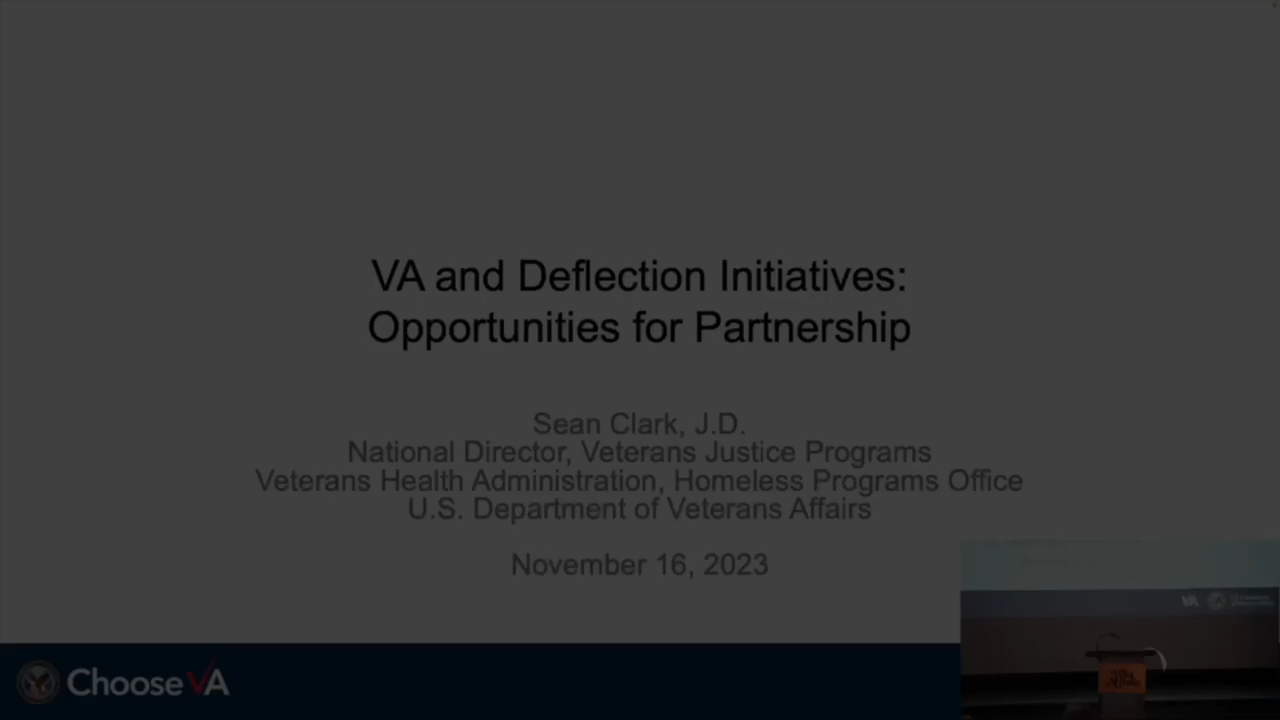 VA and Deflection Initiatives:
Opportunities for Partnership
Sean Clark, J.D.
National Director, Veterans Justice Programs
Veterans Health Administration, Homeless Programs Office
U.S. Department of Veterans Affairs
November 16, 2023
Choose VA
VA